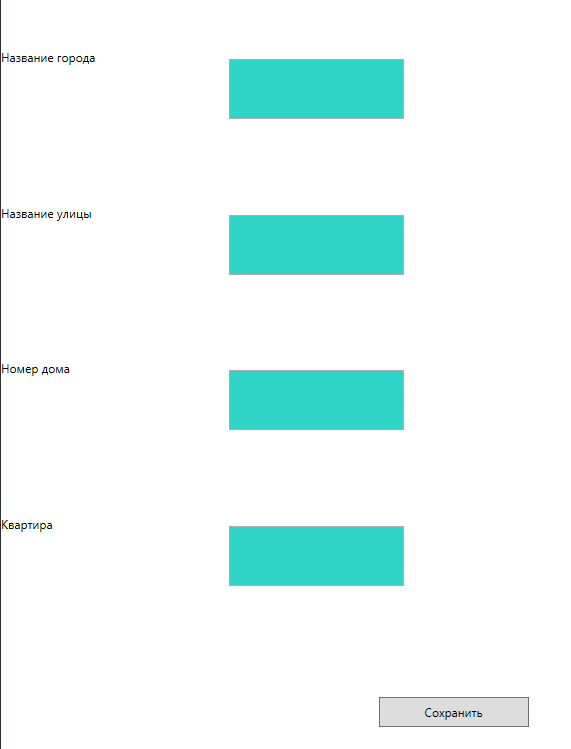 Название города
Название улицы
Номер дома
Квартира
Сохранить